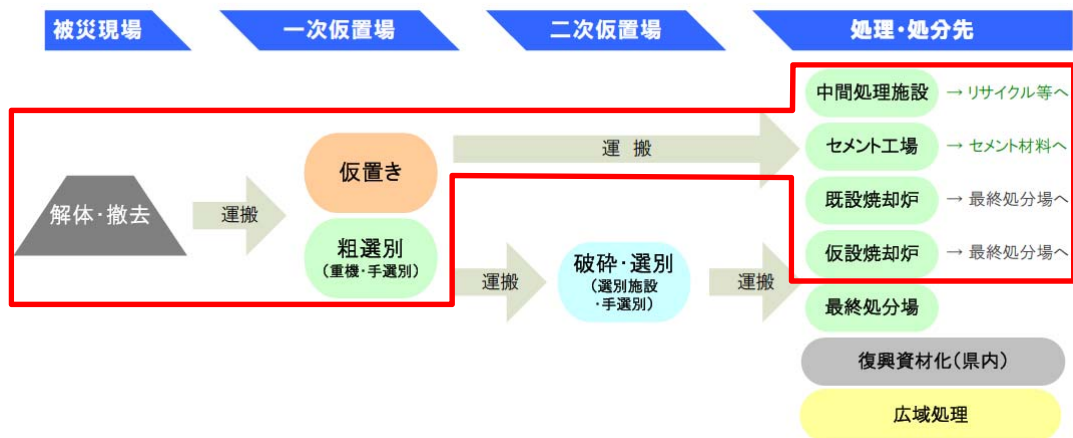 被災現場
一次仮置場
二次仮置場
処理・処分先
解体・撤去
運搬
仮置き
粗選別
(重機・手選別)
運 搬
運搬
破砕・選別
(選別施設
・手選別)
運搬
中間処理施設 → リサイクル等へ
セメント工場 → セメント材料へ
既設焼却炉 → 最終処分場へ
仮設焼却炉 → 最終処分場へ
最終処分場
復興資材化(県内)
広域処理